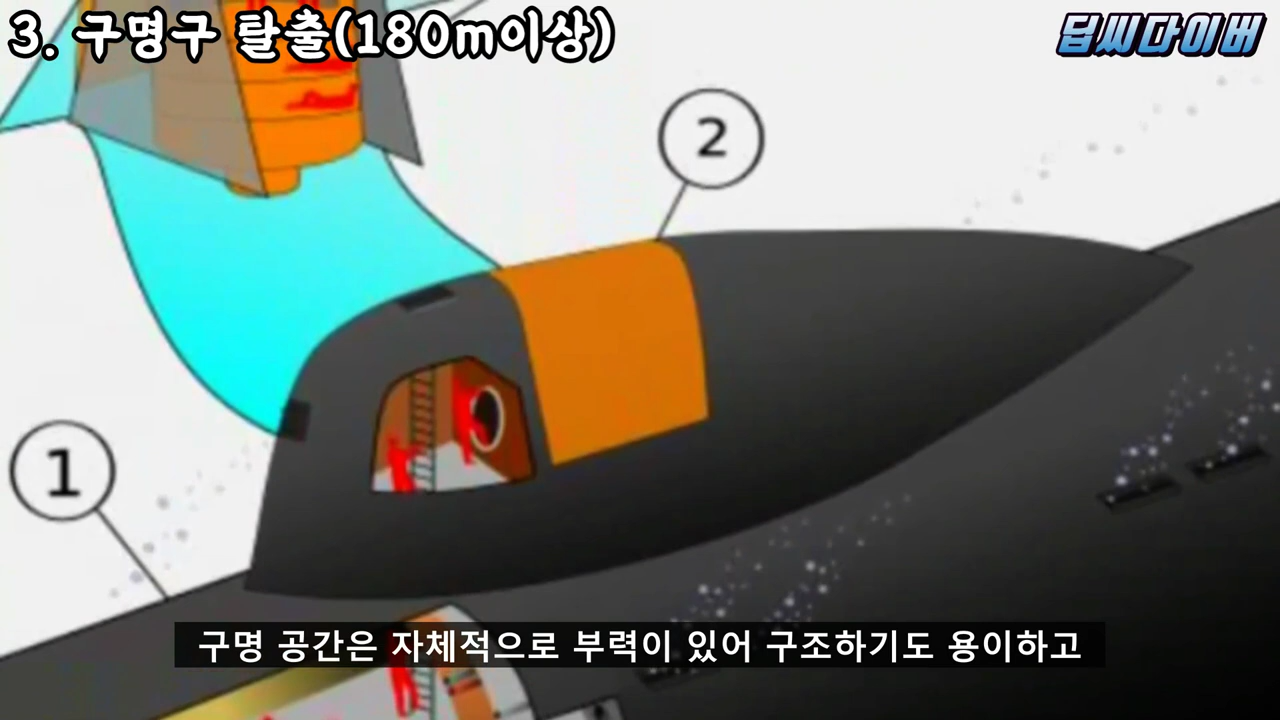 3. 구명구 탈출(180m이상)
딥씨다이버
2
1
구명 공간은 자체적으로 부력이 있어 구조하기도 용이하고